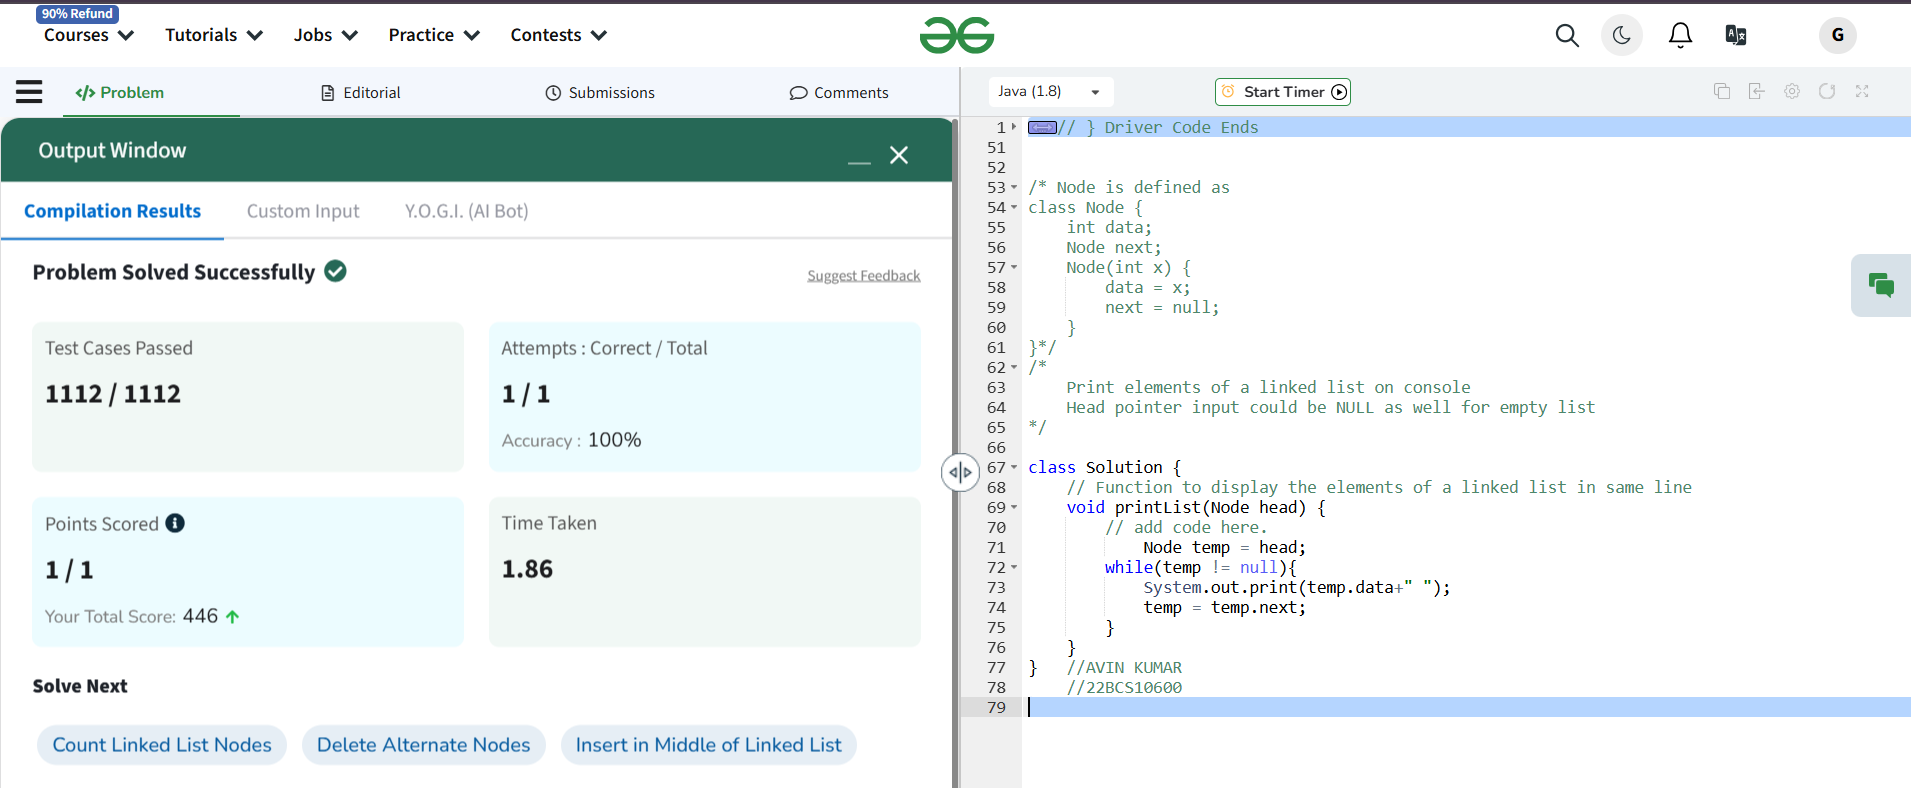 90% Refund
Courses
Tutorials
Jobs
Practice
Contests
G
</> Problem
Editorial
Submissions
Comments
Java (1.8)
Start Timer
Output Window
Compilation Results
Custom Input
Y.O.G.I. (AI Bot)
Problem Solved Successfully
Suggest Feedback
Test Cases Passed
1112 / 1112
Attempts : Correct / Total
1 / 1
Accuracy : 100%
Points Scored
1 / 1
Your Total Score: 446
Time Taken
1.86
Solve Next
Count Linked List Nodes
Delete Alternate Nodes
Insert in Middle of Linked List
1 // } Driver Code Ends
51
52
53 /* Node is defined as
54 class Node {
55     int data;
56     Node next;
57     Node(int x) {
58         data = x;
59         next = null;
60     }
61 }*/
62 /*
63     Print elements of a linked list on console
64     Head pointer input could be NULL as well for empty list
65 */
66
67 class Solution {
68     // Function to display the elements of a linked list in same line
69     void printList(Node head) {
70         // add code here.
71             Node temp = head;
72         while(temp != null){
73             System.out.print(temp.data+" ");
74             temp = temp.next;
75         }
76     }
77 }   //AVIN KUMAR
78     //22BCS10600
79